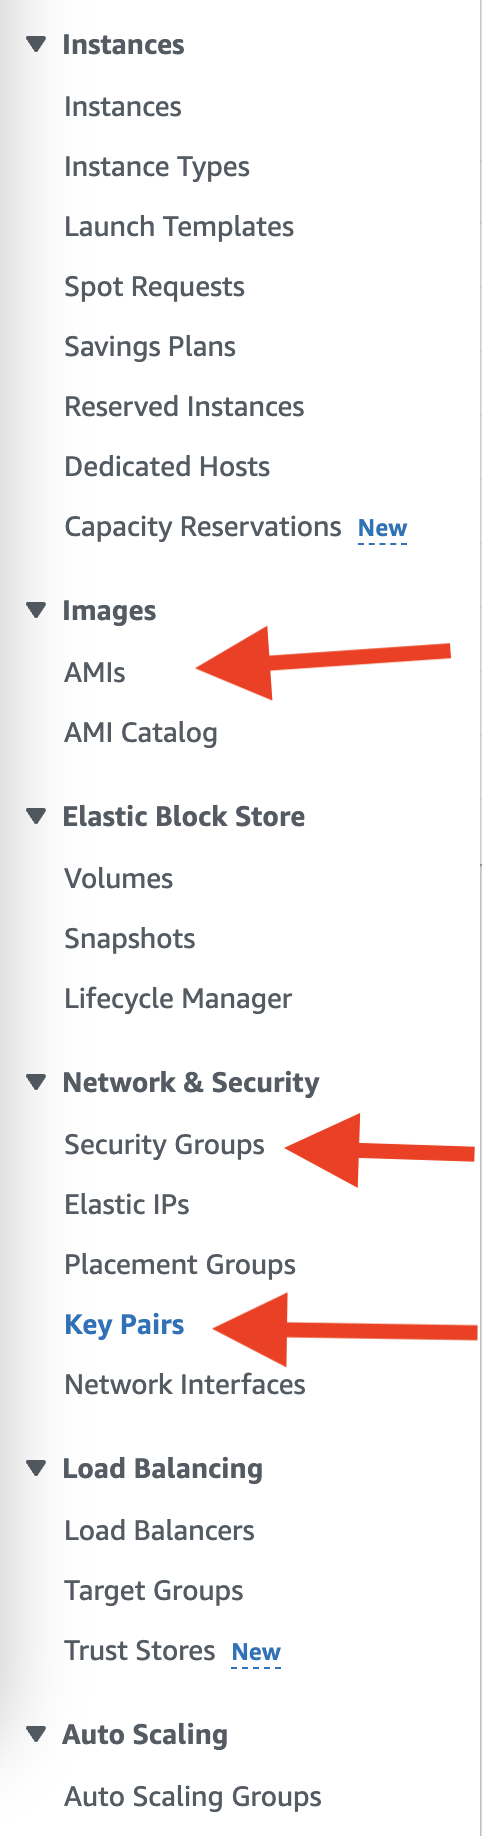 Instances
Instances
Instance Types
Launch Templates
Spot Requests
Savings Plans
Reserved Instances
Dedicated Hosts
Capacity Reservations New
Images
AMIs
AMI Catalog
Elastic Block Store
Volumes
Snapshots
Lifecycle Manager
Network & Security
Security Groups
Elastic IPs
Placement Groups
Key Pairs
Network Interfaces
Load Balancing
Load Balancers
Target Groups
Trust Stores New
Auto Scaling
Auto Scaling Groups